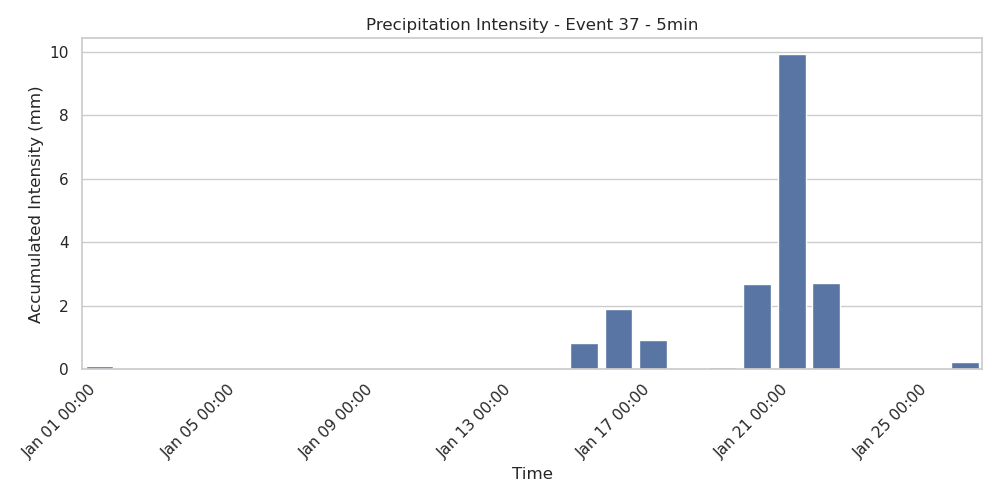 Precipitation Intensity - Event 37 - 5min
Accumulated Intensity (mm)
10
8
6
4
2
0
Jan 01 00:00
Jan 05 00:00
Jan 09 00:00
Jan 13 00:00
Jan 17 00:00
Jan 21 00:00
Jan 25 00:00
Time